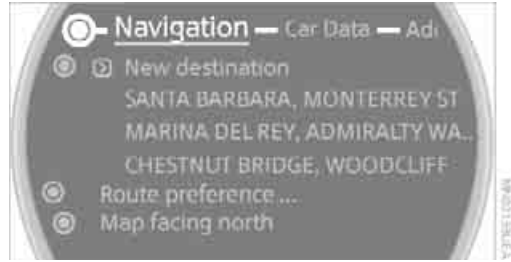 Navigation Car Data Ad
New destination
SANTA BARBARA, MONTERREY ST
MARINA DEL REY, ADMIRALTY WA..
CHESTNUT BRIDGE, WOODCLIFF
Route preference ...
Map facing north